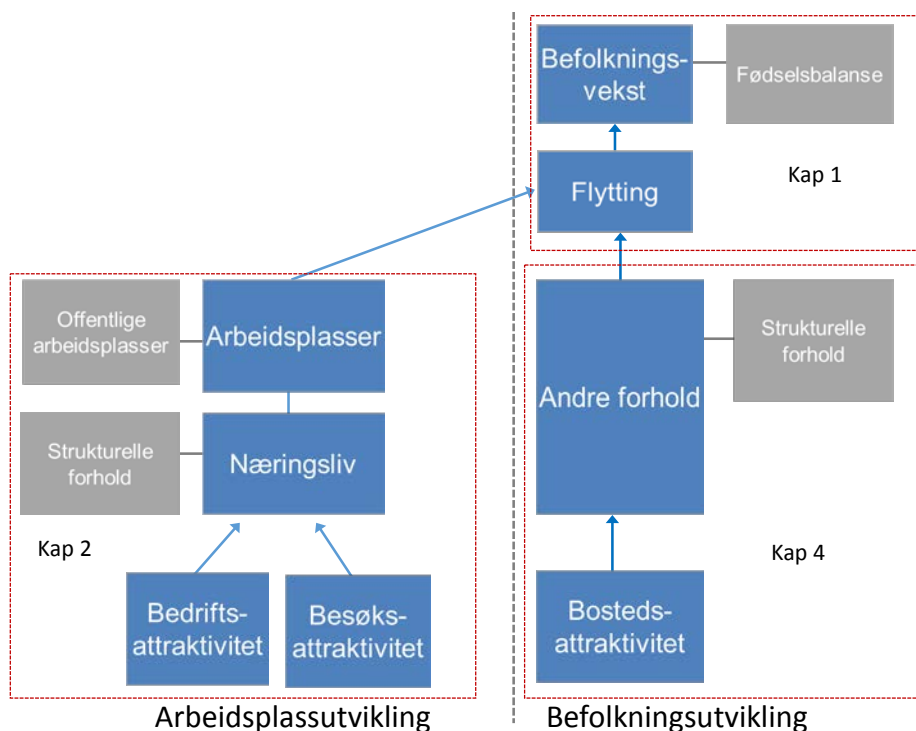 Befolknings-
vekst
Fødselsbalanse
Kap 1
Flytting
Offentlige
arbeidsplasser
Arbeidsplasser
Strukturelle
forhold
Næringsliv
Kap 2
Bedrifts-
attraktivitet
Besøks-
attraktivitet
Andre forhold
Strukturelle
forhold
Kap 4
Bosteds-
attraktivitet
Arbeidsplassutvikling
Befolkningsutvikling